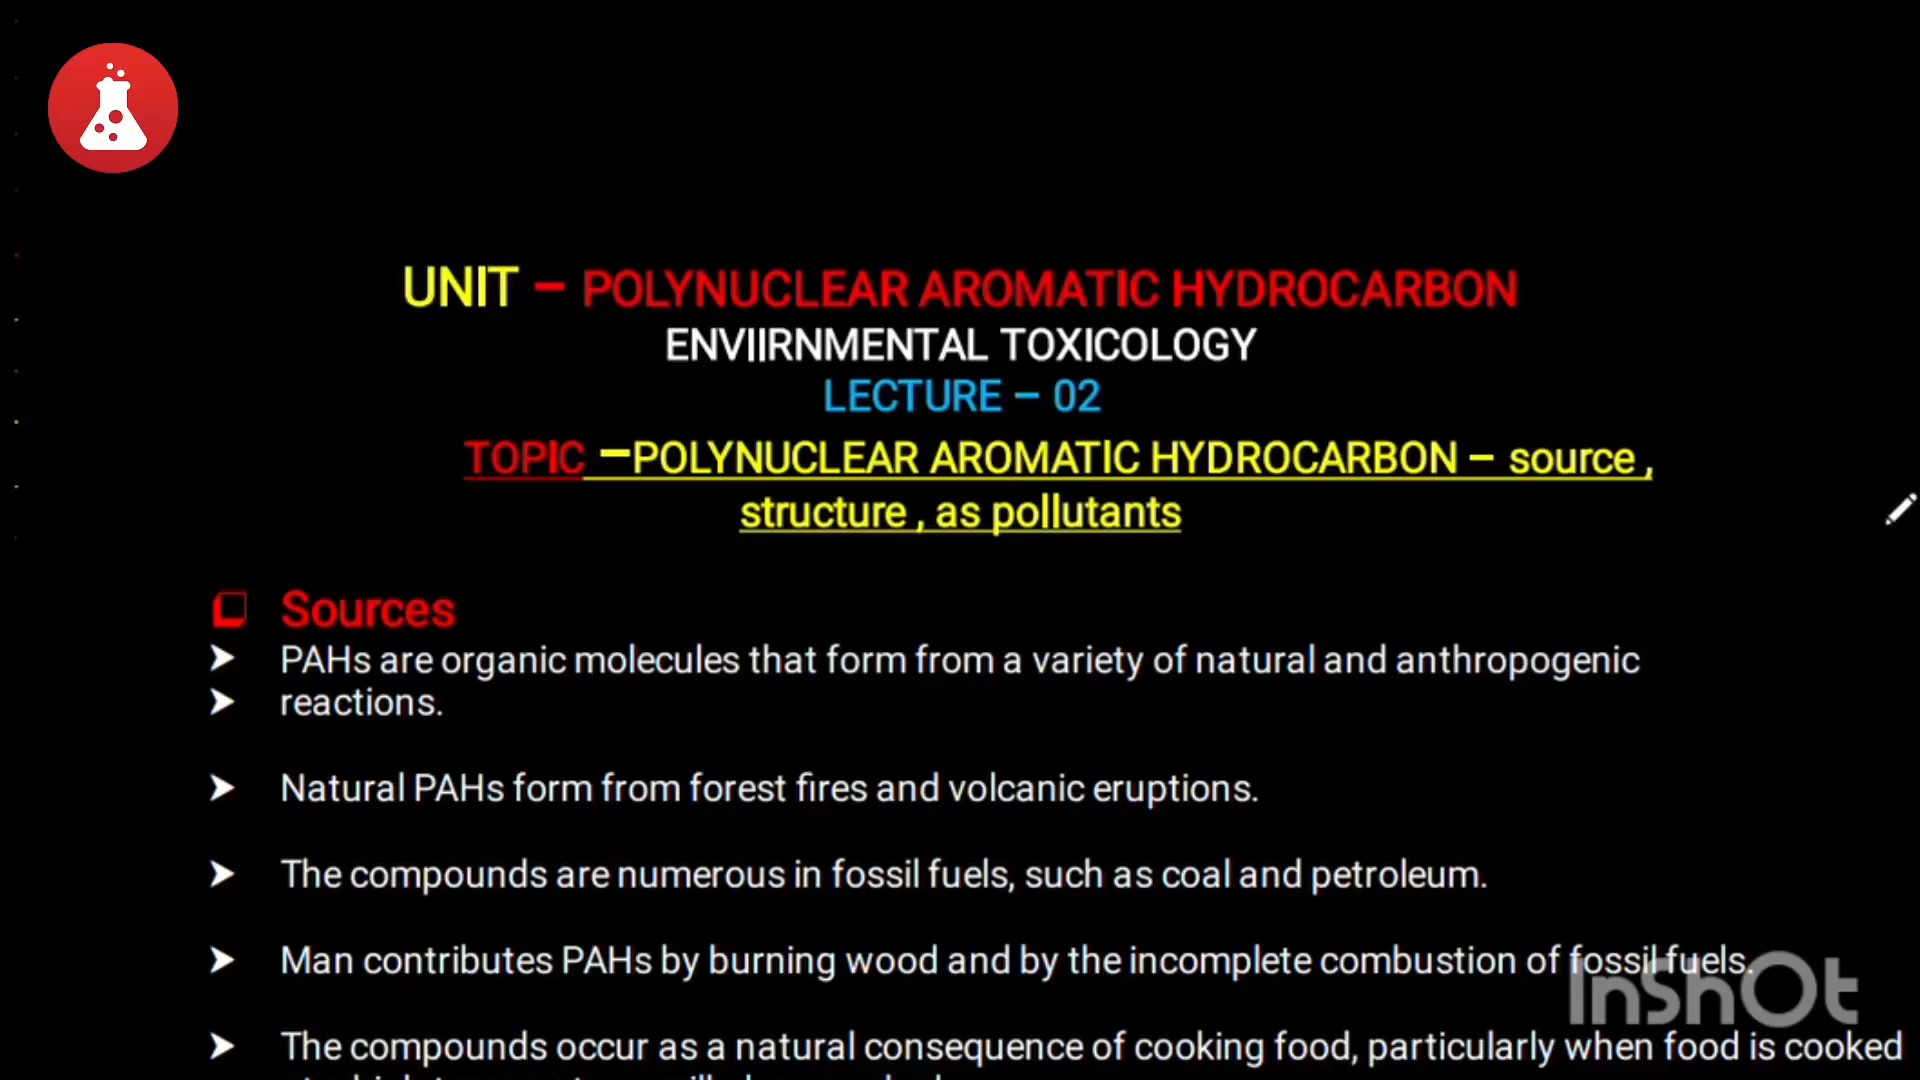 UNIT – POLYNUCLEAR AROMATIC HYDROCARBON
ENVIIRNMENTAL TOXICOLOGY
LECTURE – 02
TOPIC –POLYNUCLEAR AROMATIC HYDROCARBON – source ,
structure , as pollutants
❑ Sources
➤ PAHs are organic molecules that form from a variety of natural and anthropogenic
➤ reactions.
➤ Natural PAHs form from forest fires and volcanic eruptions.
➤ The compounds are numerous in fossil fuels, such as coal and petroleum.
➤ Man contributes PAHs by burning wood and by the incomplete combustion of fossil fuels.
InShOt
➤ The compounds occur as a natural consequence of cooking food, particularly when food is cooked